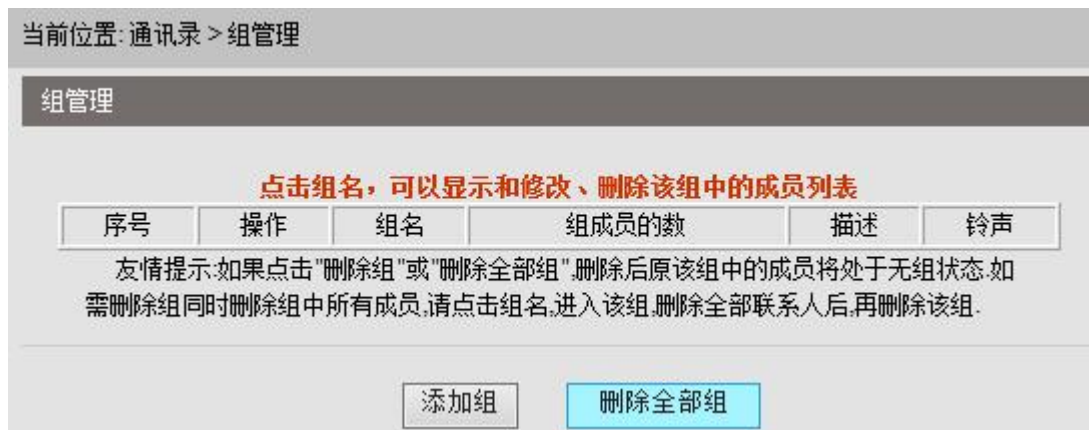 当前位置: 通讯录 > 组管理
组管理
点击组名，可以显示和修改、删除该组中的成员列表
序号 操作 组名 组成员的数 描述 铃声
友情提示:如果点击"删除组"或"删除全部组",删除后原该组中的成员将处于无组状态.如
需删除组同时删除组中所有成员,请点击组名,进入该组,删除全部联系人后,再删除该组.
添加组 删除全部组